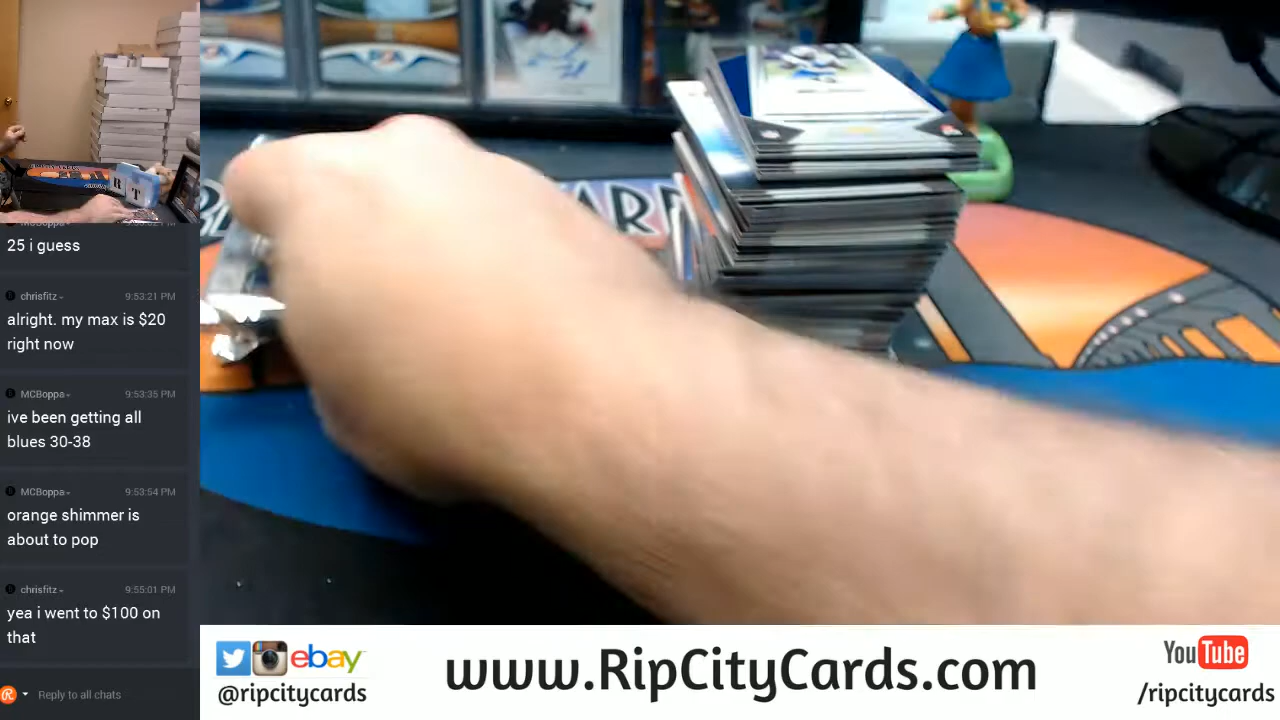 25 i guess
chrisfitz 9:53:21 PM
alright. my max is $20
right now
MCBoppa 9:53:35 PM
ive been getting all
blues 30-38
MCBoppa 9:53:54 PM
orange shimmer is
about to pop
chrisfitz 9:55:01 PM
yea i went to $100 on
that
Reply to all chats
R T
ebay
@ripcitycards
www.RipCityCards.com
YouTube
/ripcitycards